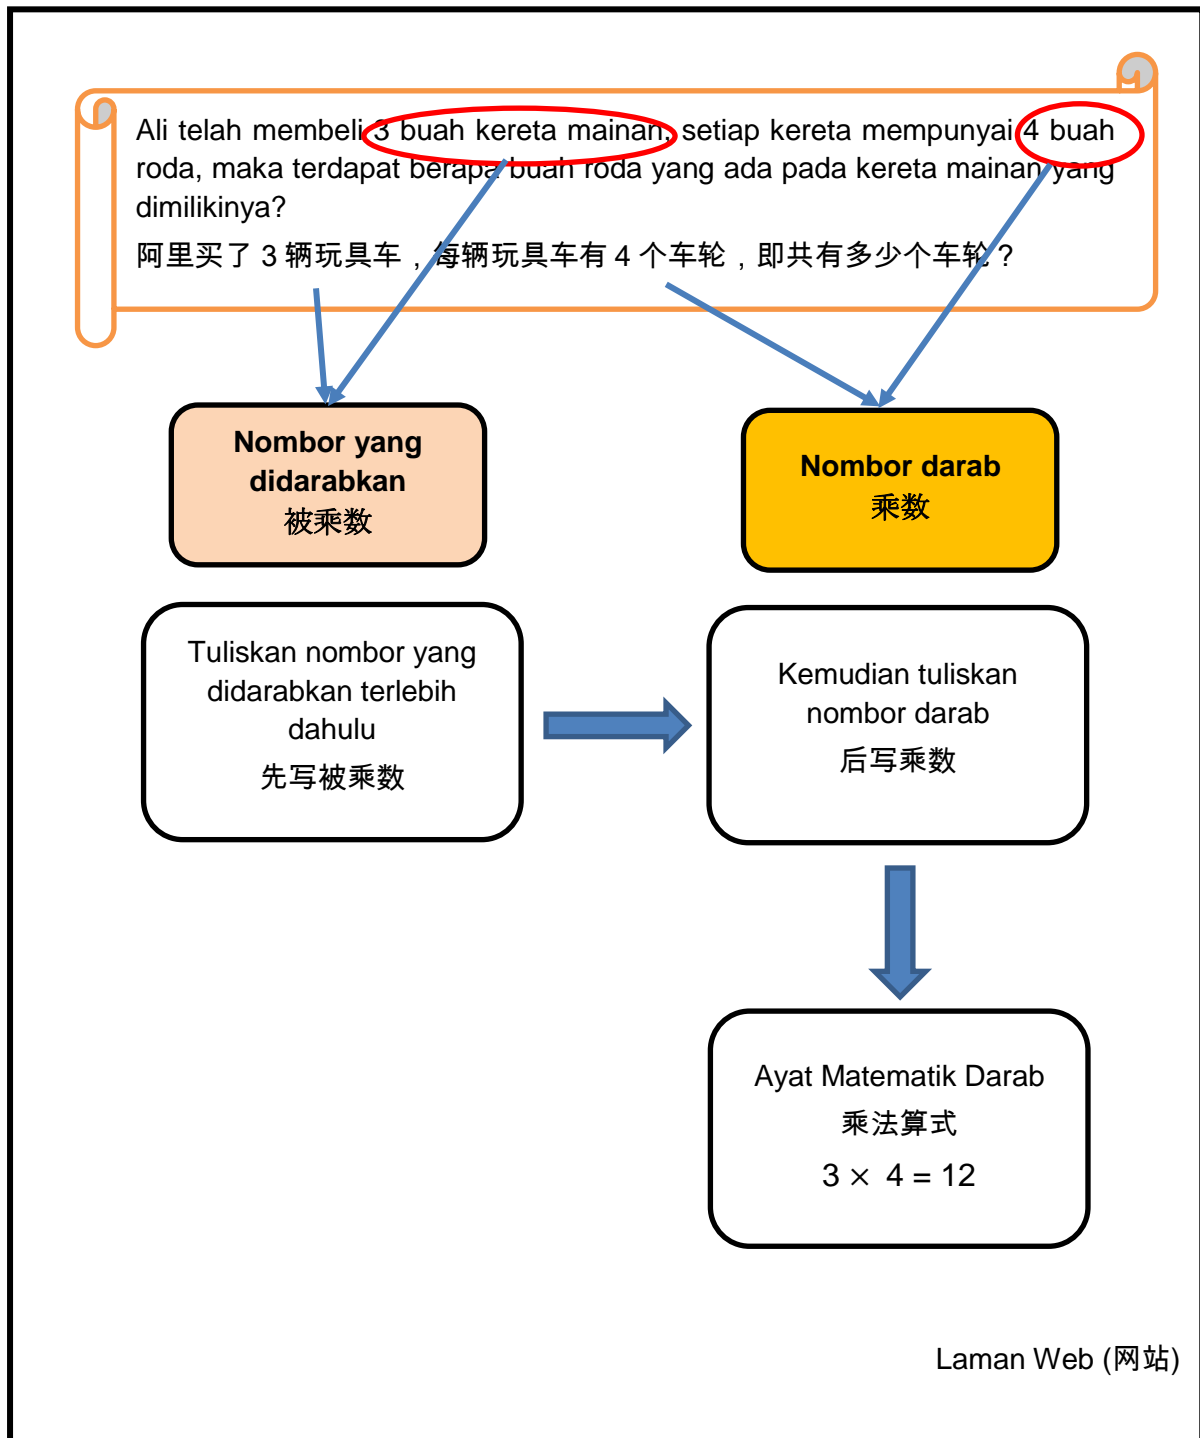 Ali telah membeli 3 buah kereta mainan, setiap kereta mempunyai 4 buah
roda, maka terdapat berapa buah roda yang ada pada kereta mainan yang
dimilikinya?
阿里买了 3 辆玩具车，每辆玩具车有 4 个车轮，即共有多少个车轮？
Nombor yang
didarabkan
被乘数
Nombor darab
乘数
Tuliskan nombor yang
didarabkan terlebih
dahulu
先写被乘数
Kemudian tuliskan
nombor darab
后写乘数
Ayat Matematik Darab
乘法算式
3 × 4 = 12
Laman Web (网站)